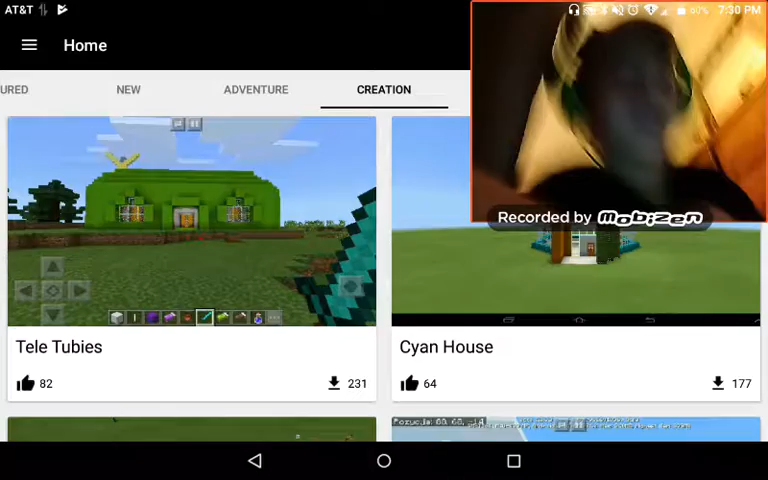 AT&T
60% 7:30 PM
Home
URED NEW ADVENTURE CREATION
Recorded by mobizen
Tele Tubies
82 231
Cyan House
64 177